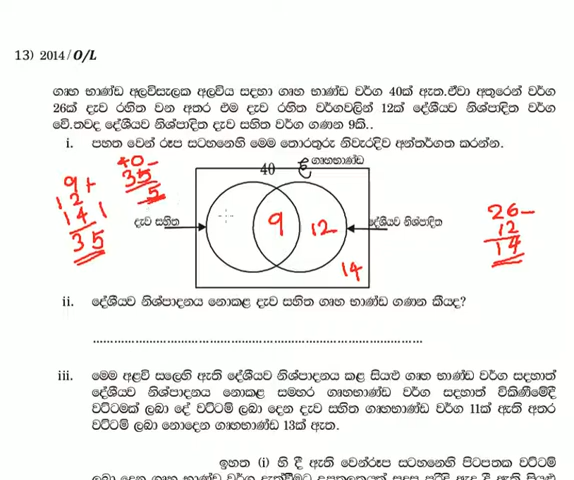 13) 2014 / O/L
ගෘහ භාණ්ඩ අලවිසැලක අලවිය සඳහා ගෘහ භාණ්ඩ වර්ග 40ක් ඇත.ඒවා අතුරෙන් වර්ග
26ක් දැව රහිත වන අතර එම දැව රහිත වර්ගවලින් 12ක් දේශීයව නිශ්පාදිත වර්ග
වේ.තවද දේශීයව නිශ්පාදිත දැව සහිත වර්ග ගණන 9කි..
i. පහත වෙන් රූප සටහනෙහි මෙම තොරතුරු නිවැරදිව අන්තර්ගත කරන්න.
40 –
35
5
9 +
12
14 1
35
40
ξ ගෘහභාණ්ඩ
දැව සහිත
9
12
දේශීයව නිශ්පාදිත
14
26 –
12
14
ii. දේශීයව නිශ්පාදනය නොකළ දැව සහිත ගෘහ භාණ්ඩ ගණන කීයද?
iii. මෙම අළවි සලෙහි ඇති දේශීයව නිශ්පාදනය කළ සියළු ගෘහ භාණ්ඩ වර්ග සඳහාත්
දේශීයව නිශ්පාදනය නොකළ සමහර ගෘහභාණ්ඩ වර්ග සඳහාත් විකිණීමේදී
වට්ටමක් ලබා දේ වට්ටම් ලබා දෙන දැව සහිත ගෘහභාණ්ඩ වර්ග 11ක් ඇති අතර
වට්ටම් ලබා නොදෙන ගෘහභාණ්ඩ 13ක් ඇත.
ඉහත (i) හි දී ඇති වෙන්රූප සටහනෙහි පිටපතක වට්ටම්